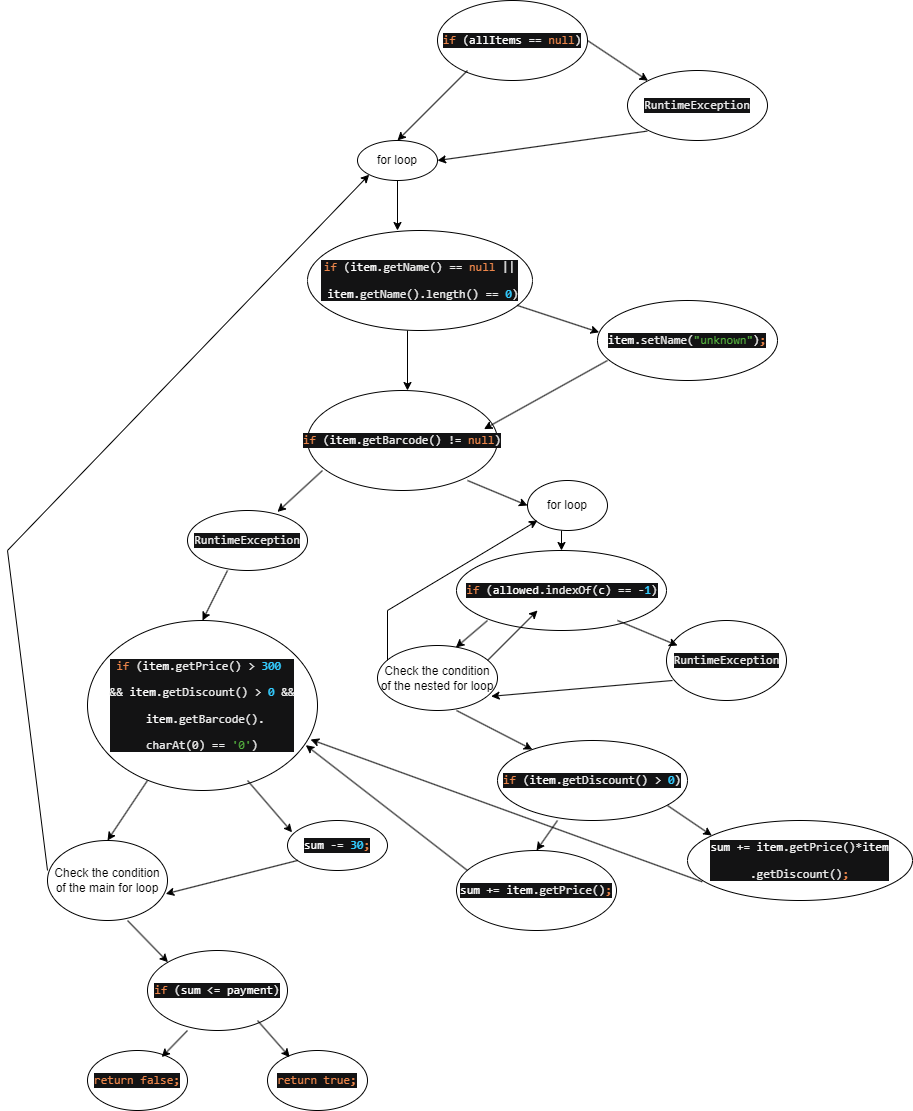 if (allItems == null)
RuntimeException
for loop
if (item.getName() == null ||
item.getName().length() == 0)
item.setName("unknown");
if (item.getBarcode() != null)
for loop
RuntimeException
if (allowed.indexOf(c) == -1)
Check the condition
of the nested for loop
RuntimeException
if (item.getPrice() > 300
&& item.getDiscount() > 0 &&
item.getBarcode().
charAt(0) == '0')
if (item.getDiscount() > 0)
sum -= 30;
sum += item.getPrice()*item
.getDiscount();
Check the condition
of the main for loop
sum += item.getPrice();
if (sum <= payment)
return false;
return true;